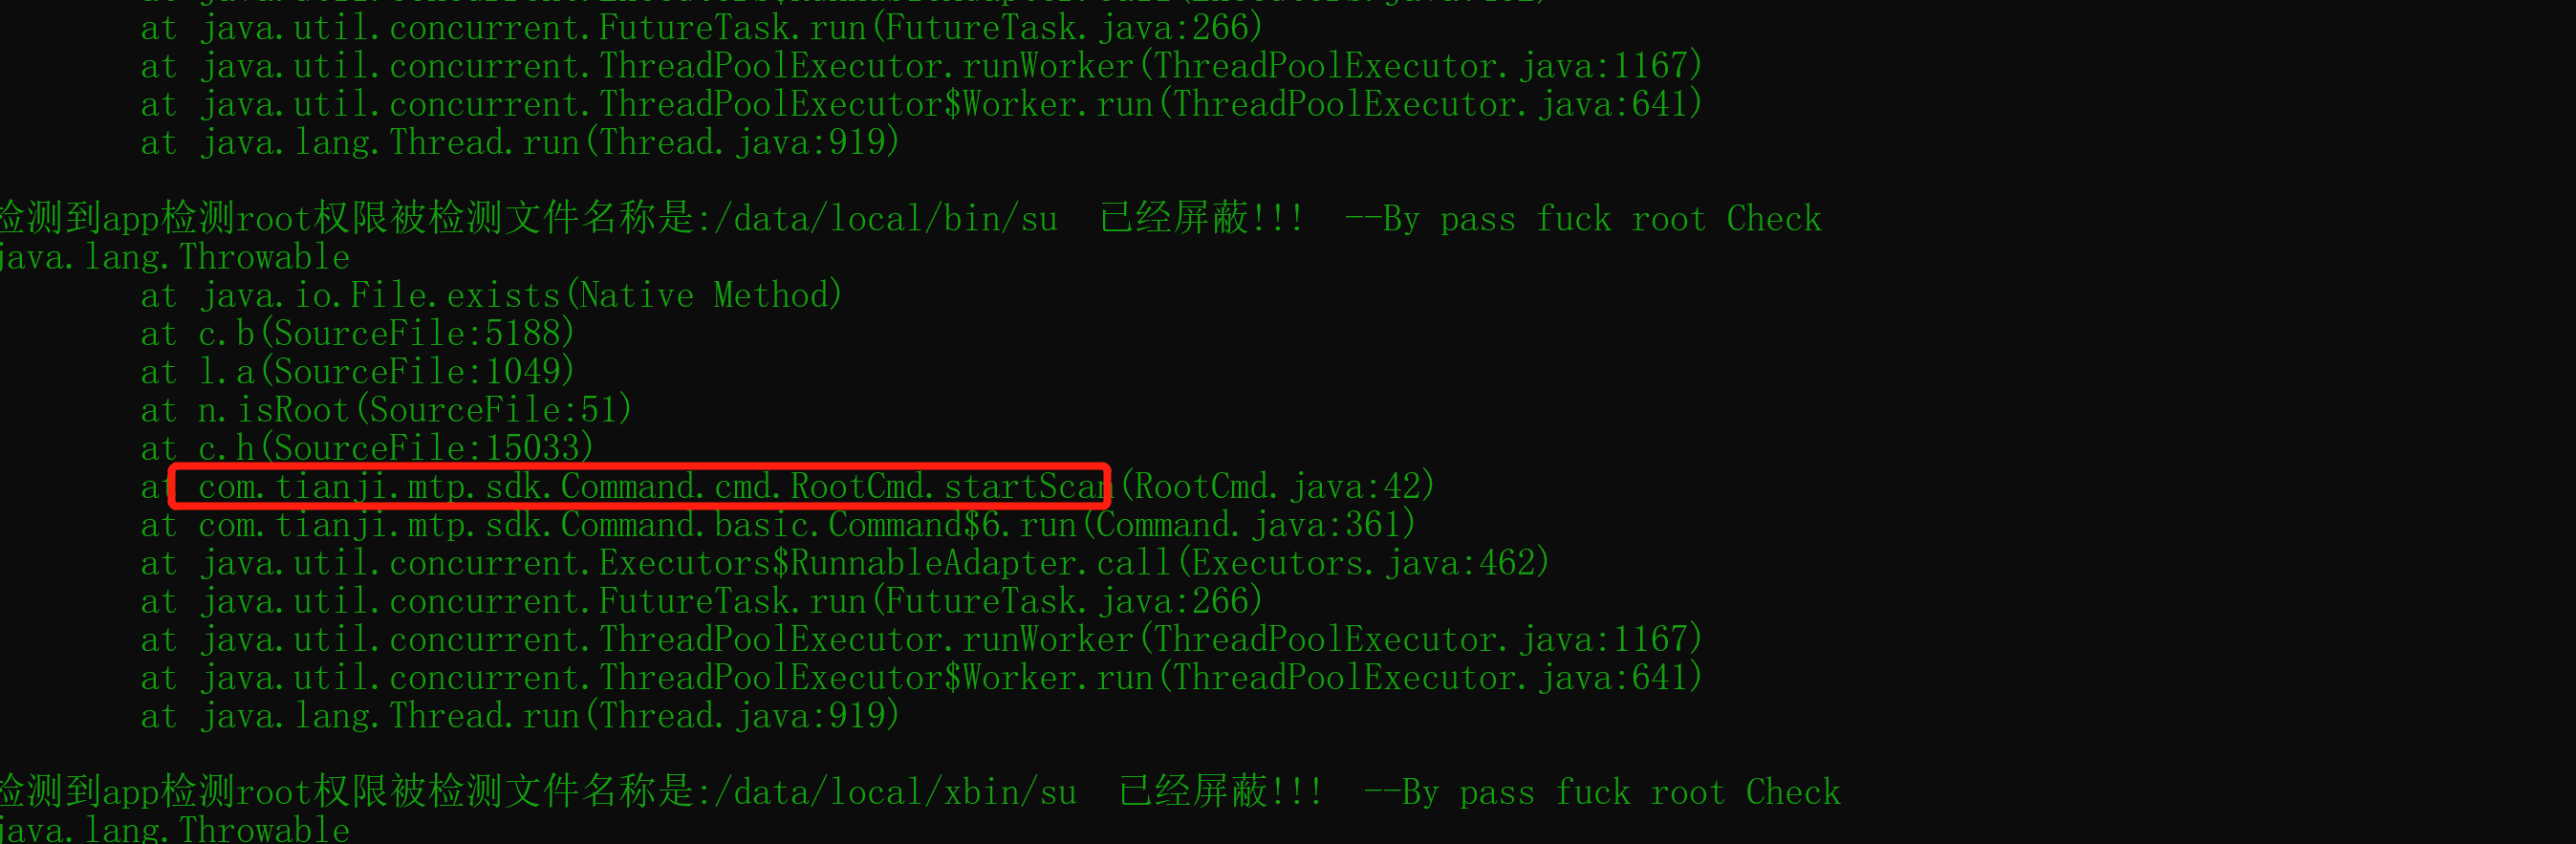 at java.util.concurrent.Executors$RunnableAdapter.call(Executors.java:462)
at java.util.concurrent.FutureTask.run(FutureTask.java:266)
at java.util.concurrent.ThreadPoolExecutor.runWorker(ThreadPoolExecutor.java:1167)
at java.util.concurrent.ThreadPoolExecutor$Worker.run(ThreadPoolExecutor.java:641)
at java.lang.Thread.run(Thread.java:919)
检测到app检测root权限被检测文件名称是:/data/local/bin/su 已经屏蔽!!! --By pass fuck root Check
java.lang.Throwable
at java.io.File.exists(Native Method)
at c.b(SourceFile:5188)
at l.a(SourceFile:1049)
at n.isRoot(SourceFile:51)
at c.h(SourceFile:15033)
at com.tianji.mtp.sdk.Command.cmd.RootCmd.startScan(RootCmd.java:42)
at com.tianji.mtp.sdk.Command.basic.Command$6.run(Command.java:361)
at java.util.concurrent.Executors$RunnableAdapter.call(Executors.java:462)
at java.util.concurrent.FutureTask.run(FutureTask.java:266)
at java.util.concurrent.ThreadPoolExecutor.runWorker(ThreadPoolExecutor.java:1167)
at java.util.concurrent.ThreadPoolExecutor$Worker.run(ThreadPoolExecutor.java:641)
at java.lang.Thread.run(Thread.java:919)
检测到app检测root权限被检测文件名称是:/data/local/xbin/su 已经屏蔽!!! --By pass fuck root Check
java.lang.Throwable